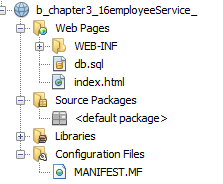 b_chapter3_16employeeService_
Web Pages
WEB-INF
db.sql
index.html
Source Packages
<default package>
Libraries
Configuration Files
MANIFEST.MF